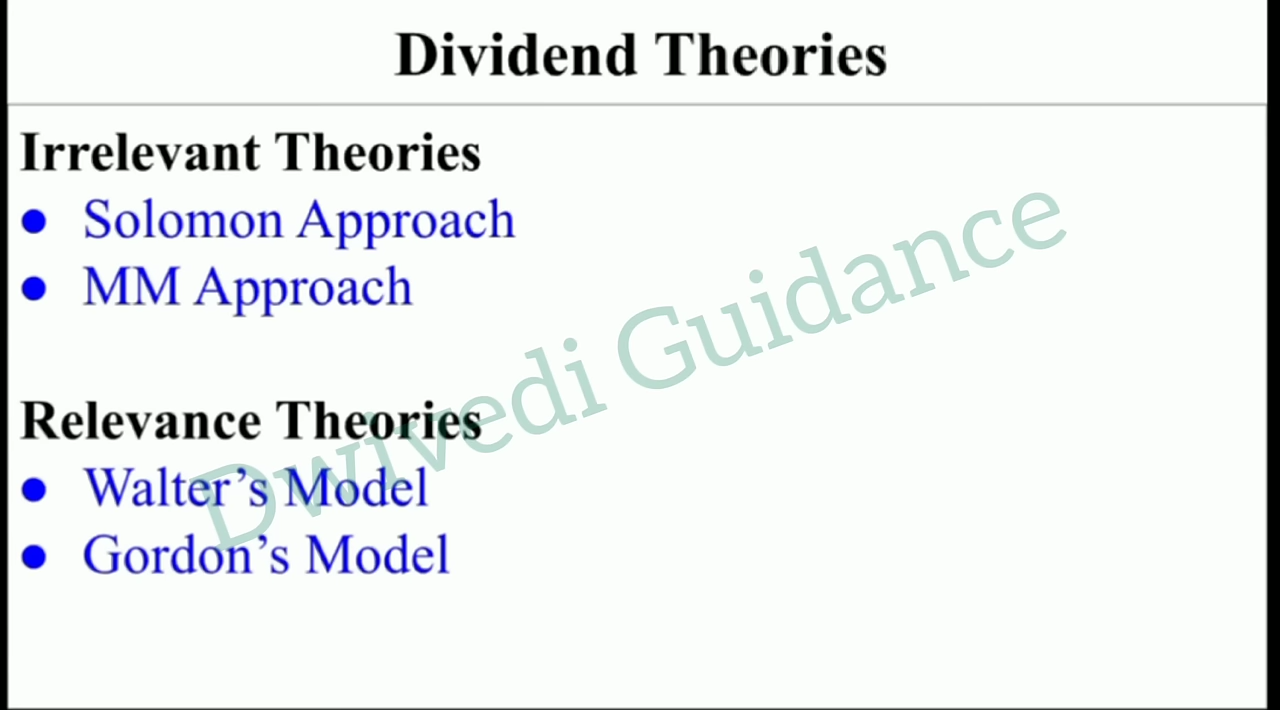 Dividend Theories
Irrelevant Theories
● Solomon Approach
● MM Approach
Relevance Theories
● Walter’s Model
● Gordon’s Model
Dwivedi Guidance